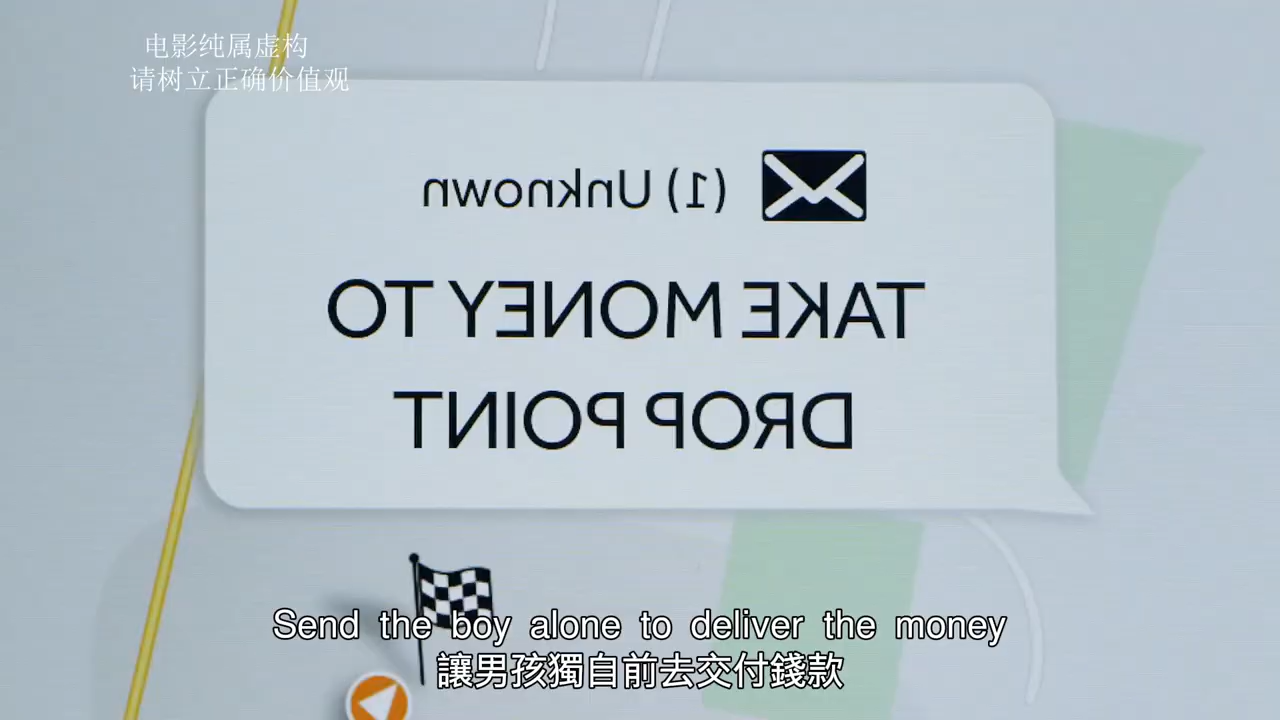 电影纯属虚构
请树立正确价值观
(1) Unknown
TAKE MONEY TO
DROP POINT
Send the boy alone to deliver the money
讓男孩獨自前去交付錢款